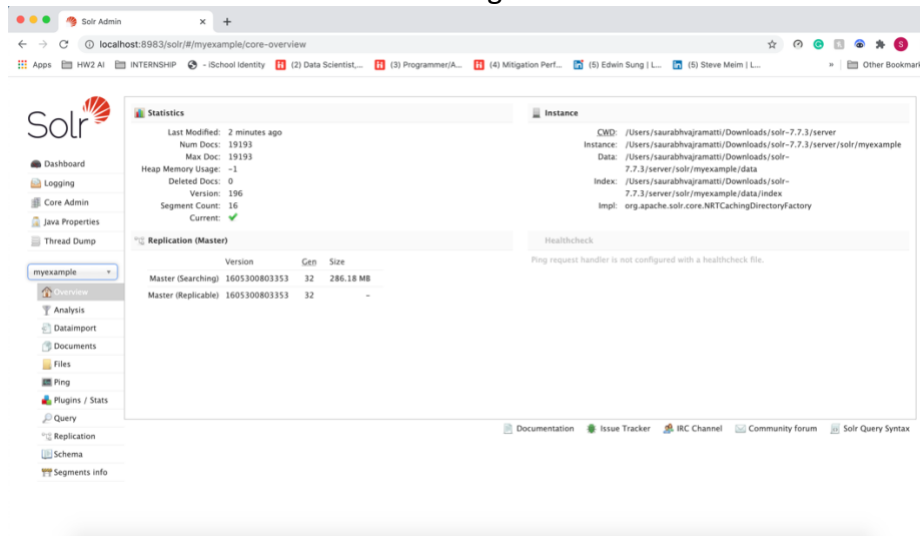 Solr Admin
localhost:8983/solr/#/myexample/core-overview
Apps HW2 AI INTERNSHIP - iSchool Identity (2) Data Scientist,... (3) Programmer/A... (4) Mitigation Perf... (5) Edwin Sung | L... (5) Steve Meim | L... » Other Bookmark
Solr
Dashboard
Logging
Core Admin
Java Properties
Thread Dump
myexample
Overview
Analysis
Dataimport
Documents
Files
Ping
Plugins / Stats
Query
Replication
Schema
Segments info
Statistics
Last Modified: 2 minutes ago
Num Docs: 19193
Max Doc: 19193
Heap Memory Usage: -1
Deleted Docs: 0
Version: 196
Segment Count: 16
Current:
Replication (Master)
Version Gen Size
Master (Searching) 1605300803353 32 286.18 MB
Master (Replicable) 1605300803353 32 -
Instance
CWD: /Users/saurabhvajramatti/Downloads/solr-7.7.3/server
Instance: /Users/saurabhvajramatti/Downloads/solr-7.7.3/server/solr/myexample
Data: /Users/saurabhvajramatti/Downloads/solr-
7.7.3/server/solr/myexample/data
Index: /Users/saurabhvajramatti/Downloads/solr-
7.7.3/server/solr/myexample/data/index
Impl: org.apache.solr.core.NRTCachingDirectoryFactory
Healthcheck
Ping request handler is not configured with a healthcheck file.
Documentation Issue Tracker IRC Channel Community forum Solr Query Syntax